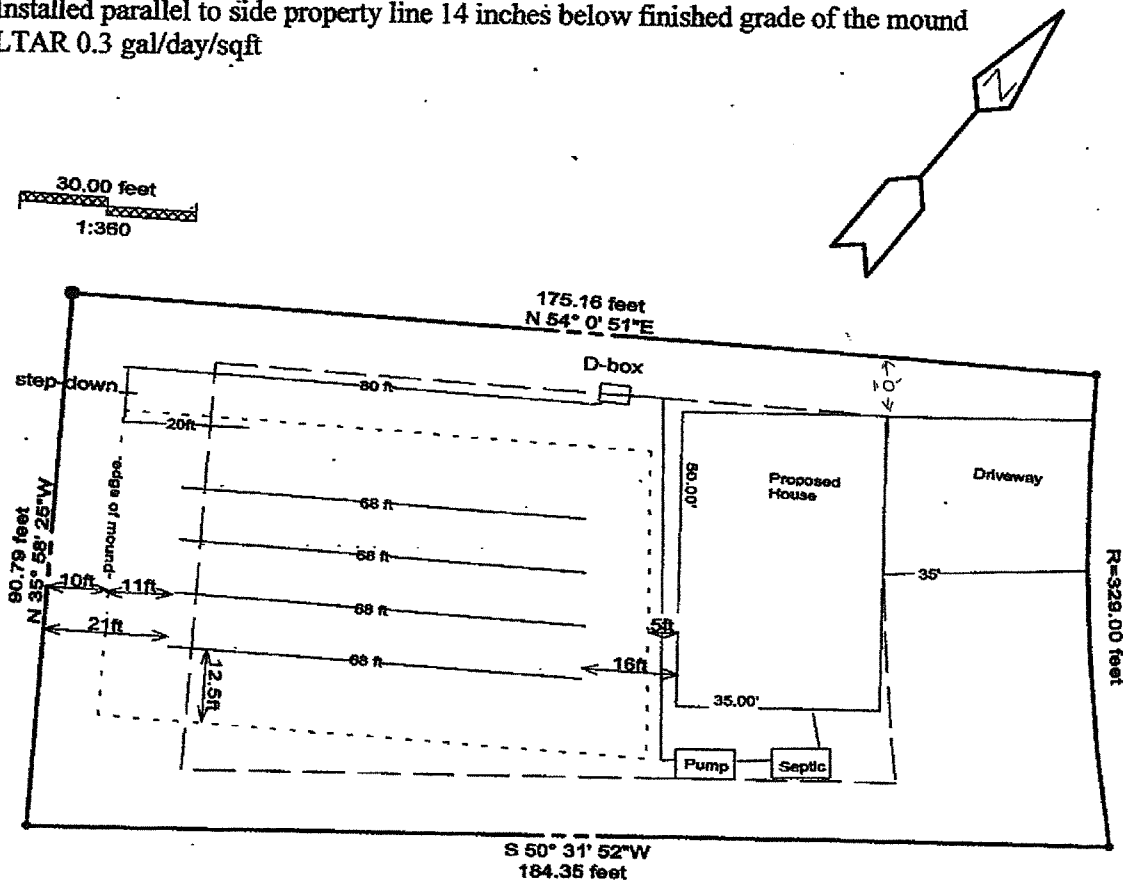 installed parallel to side property line 14 inches below finished grade of the mound
LTAR 0.3 gal/day/sqft
N
30.00 feet
1:360
175.16 feet
N 54° 0' 51"E
D-box
step-down
80 ft
20ft
edge of mound
50.00'
Proposed
House
Driveway
68 ft
68 ft
68 ft
68 ft
90.79 feet
N 35° 58' 25"W
10ft
11ft
21ft
12.5ft
5ft
16ft
35'
35.00'
R=329.00 feet
Pump
Septic
S 50° 31' 52"W
184.35 feet